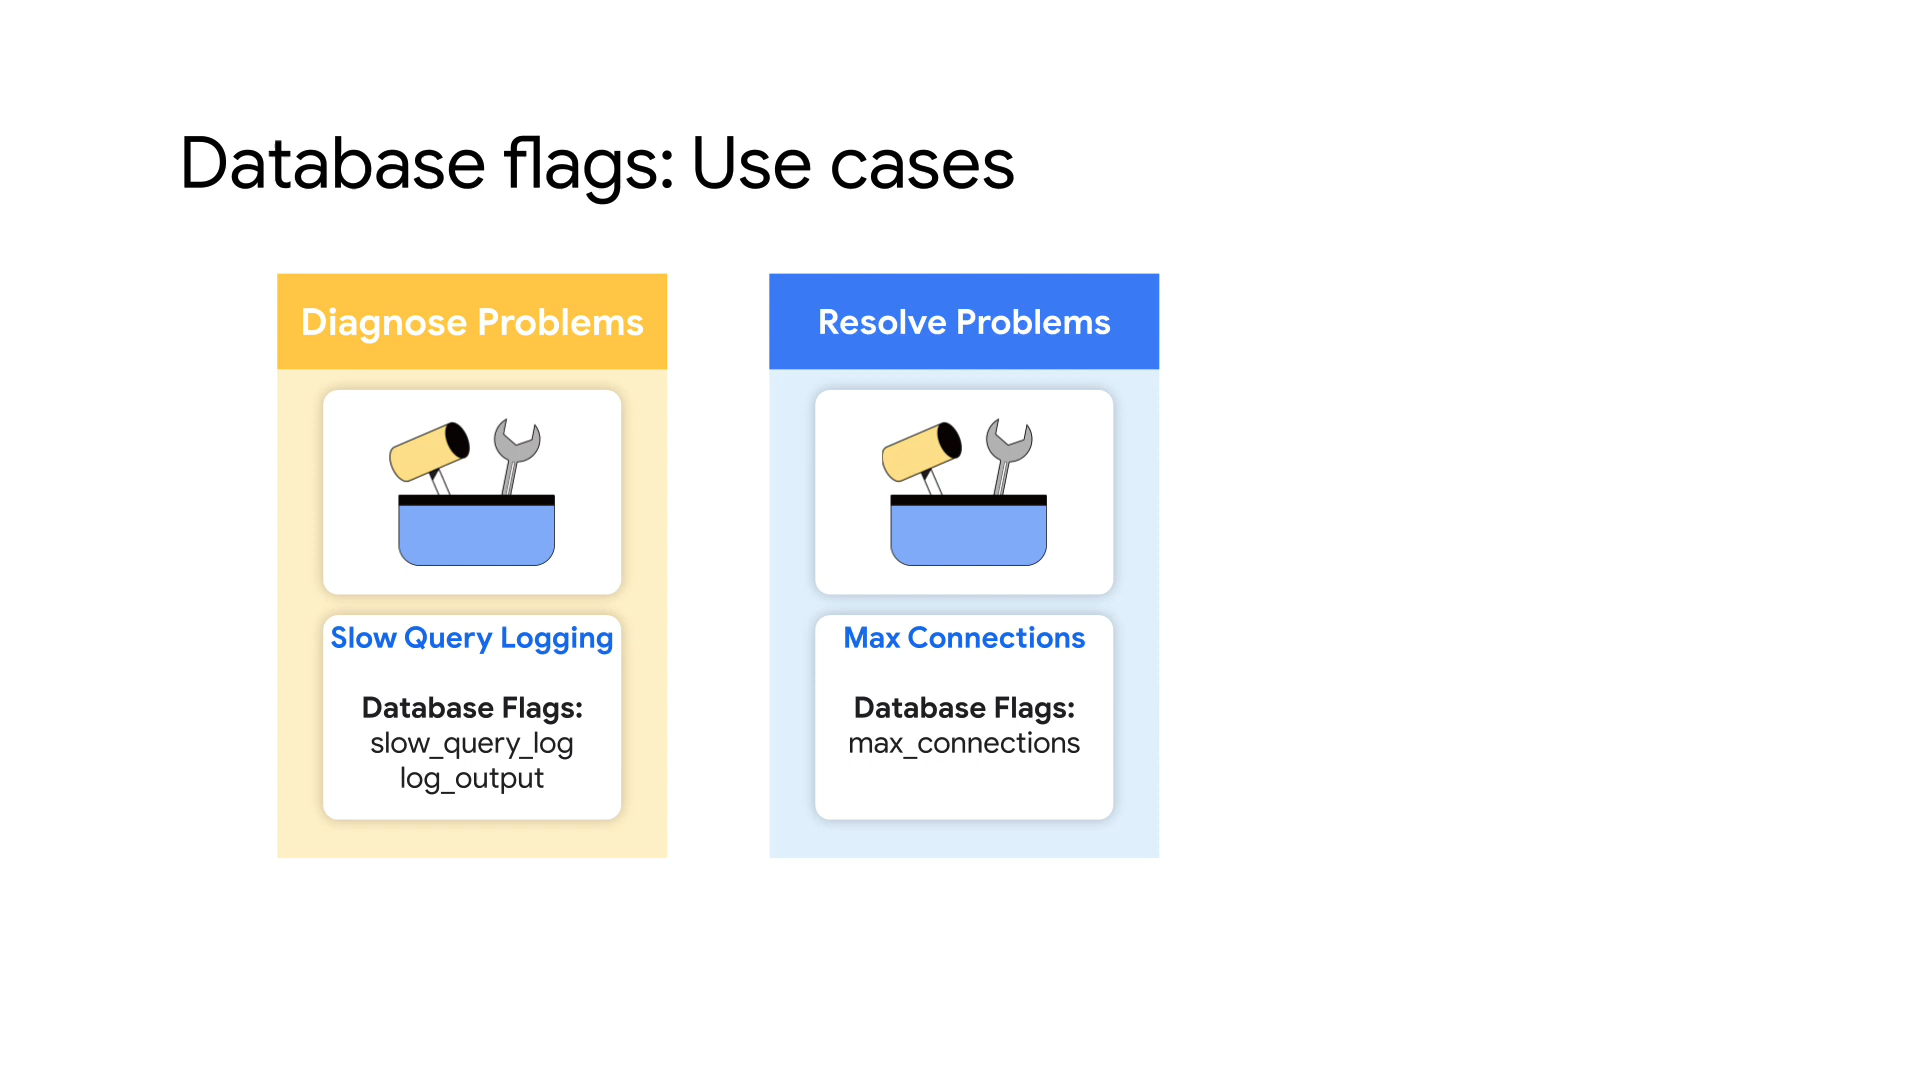 Database flags: Use cases
Diagnose Problems
Slow Query Logging
Database Flags:
slow_query_log
log_output
Resolve Problems
Max Connections
Database Flags:
max_connections